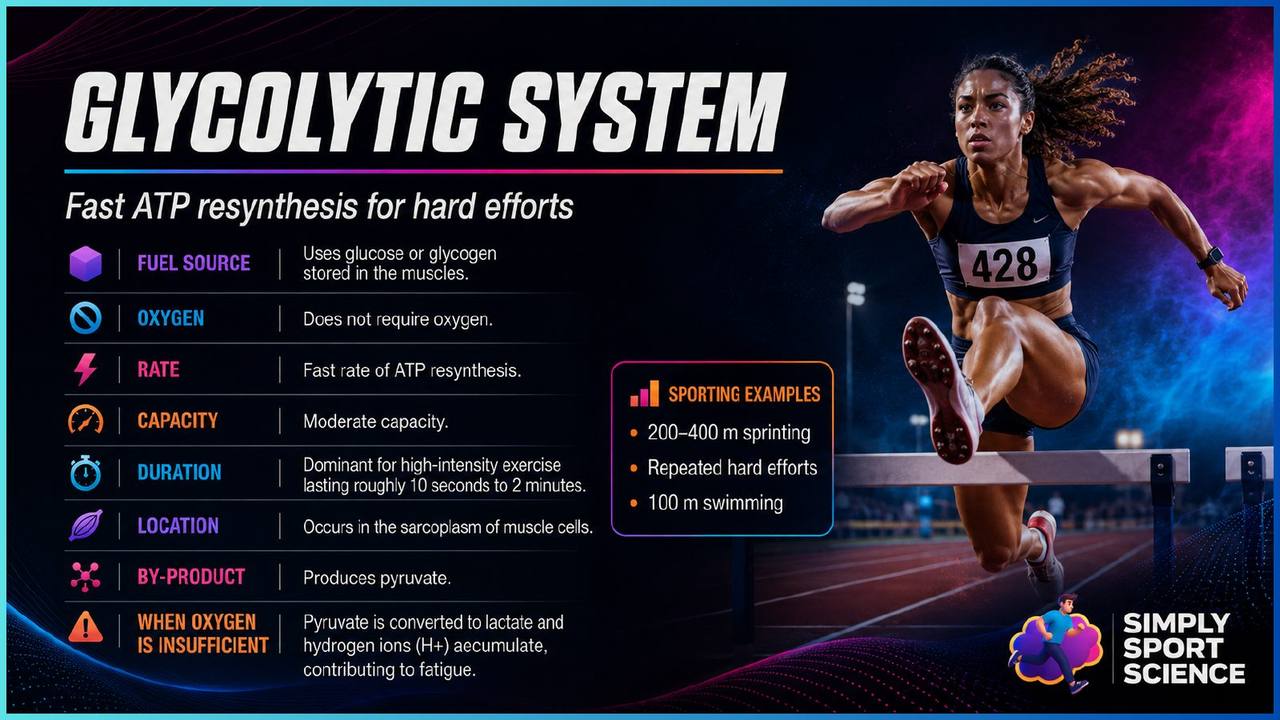 GLYCOLYTIC SYSTEM
Fast ATP resynthesis for hard efforts
FUEL SOURCE
Uses glucose or glycogen
stored in the muscles.
OXYGEN
Does not require oxygen.
RATE
Fast rate of ATP resynthesis.
CAPACITY
Moderate capacity.
DURATION
Dominant for high-intensity exercise
lasting roughly 10 seconds to 2 minutes.
LOCATION
Occurs in the sarcoplasm of muscle cells.
BY-PRODUCT
Produces pyruvate.
WHEN OXYGEN
IS INSUFFICIENT
Pyruvate is converted to lactate and
hydrogen ions (H+) aecumulate,
contributing to fatigue.
SPORTING EXAMPLES
• 200–400 m sprinting
• Repeated hard efforts
• 100 m swimming
428
SIMPLY
SPORT
SCIENCE